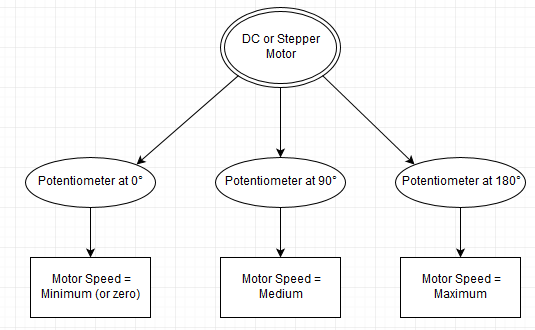 DC or Stepper
Motor
Potentiometer at 0°
Potentiometer at 90°
Potentiometer at 180°
Motor Speed =
Minimum (or zero)
Motor Speed =
Medium
Motor Speed =
Maximum